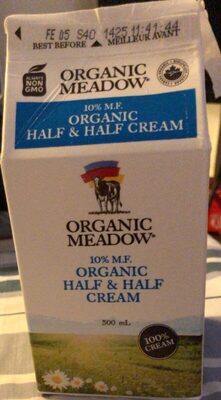 FE 05 S40 1425 11:41:44
BEST BEFORE MEILLEUR AVANT
ALWAYS
NON
GMO
ORGANIC
MEADOW
10% M.F.
ORGANIC
HALF & HALF CREAM
ORGANIC
MEADOW
10% M.F.
ORGANIC
HALF & HALF
CREAM
500 mL
100%
CREAM